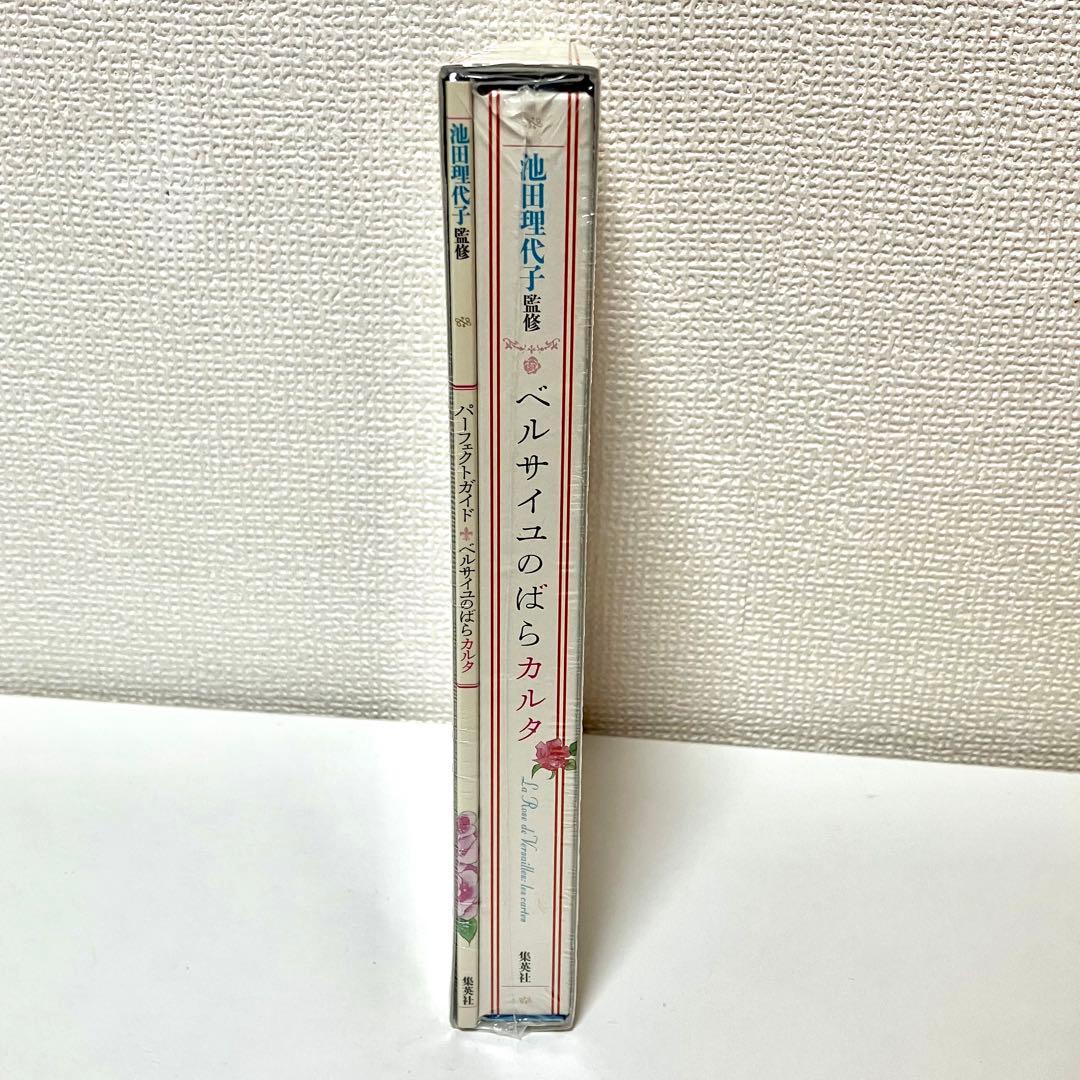 池田理代子監修
パーフェクトガイド ベルサイユのばらカルタ
集英社
池田理代子監修
ベルサイユのばらカルタ
La Rose de Versailles: les cartes
集英社